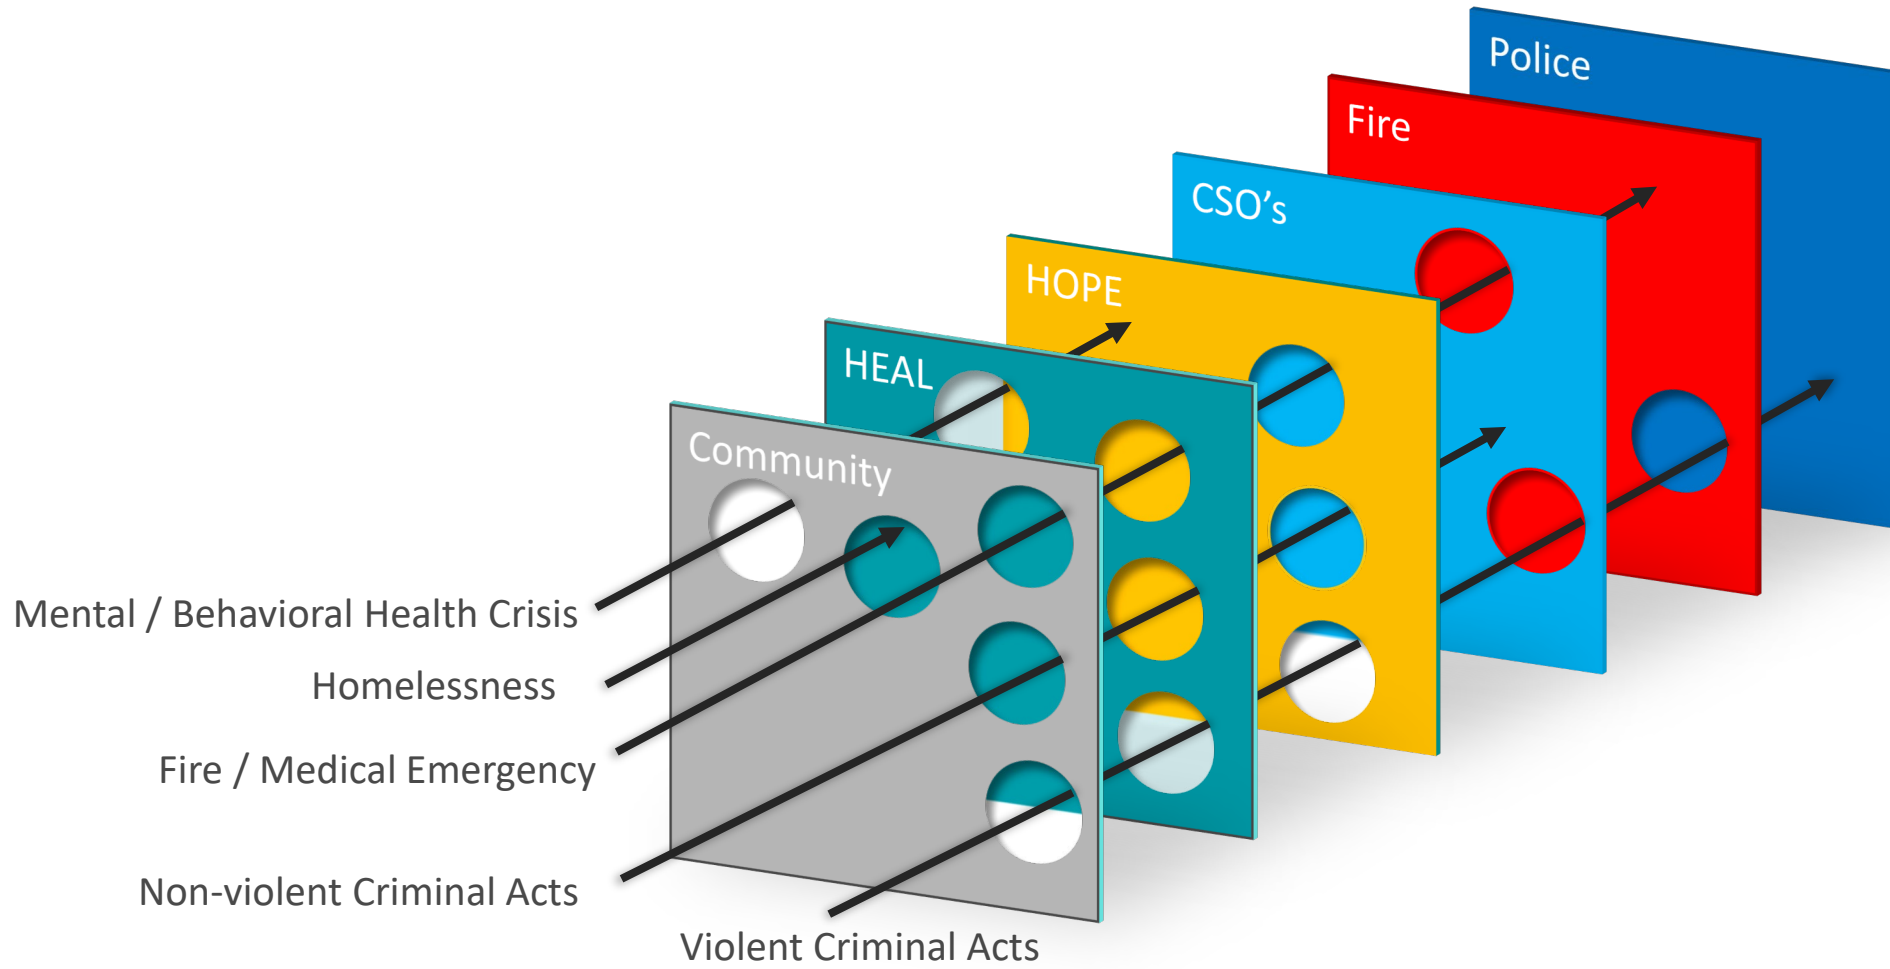 Police
Fire
CSO's
HOPE
HEAL
Community
Mental / Behavioral Health Crisis
Homelessness
Fire / Medical Emergency
Non-violent Criminal Acts
Violent Criminal Acts